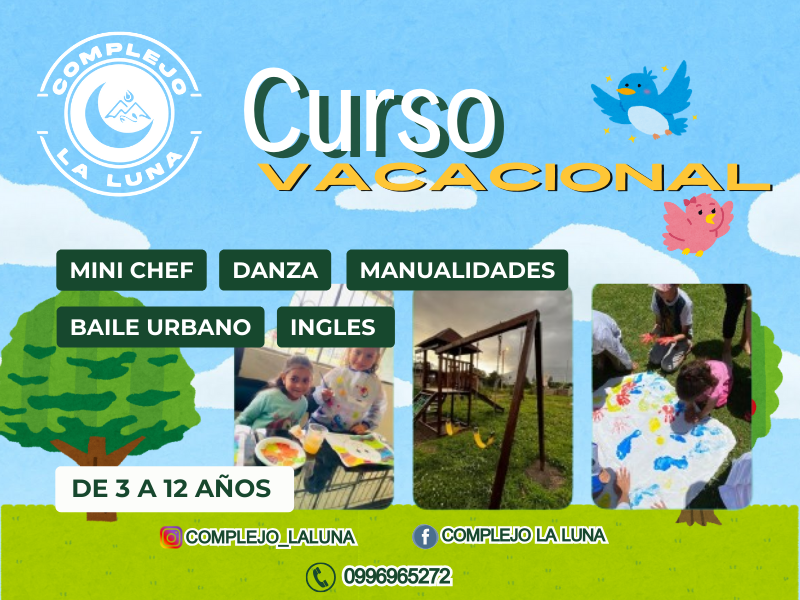 COMPLEJO
LA LUNA
Curso
VACACIONAL
MINI CHEF
DANZA
MANUALIDADES
BAILE URBANO
INGLES
DE 3 A 12 AÑOS
COMPLEJO_LALUNA
COMPLEJO LA LUNA
0996965272